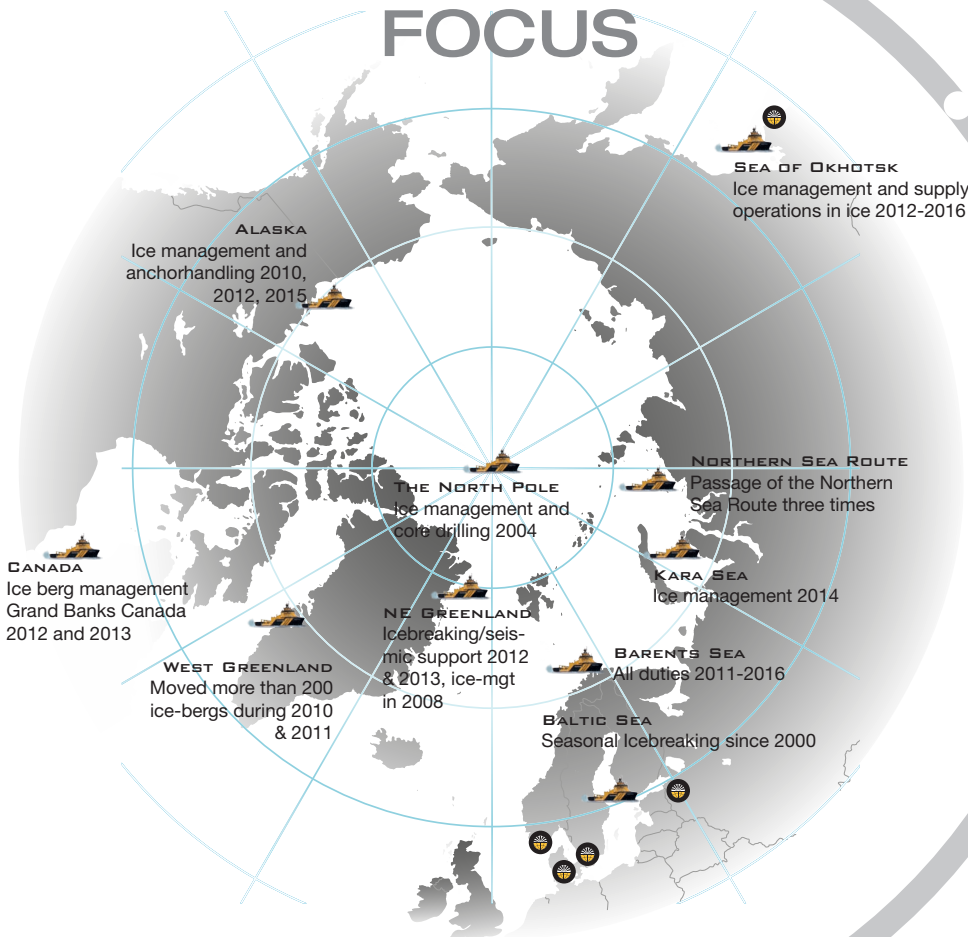 FOCUS
SEA OF OKHOTSK
Ice management and supply
operations in ice 2012-2016
ALASKA
Ice management and
anchorhandling 2010,
2012, 2015
NORTHERN SEA ROUTE
Passage of the Northern
Sea Route three times
THE NORTH POLE
Ice management and
core drilling 2004
CANADA
Ice berg management
Grand Banks Canada
2012 and 2013
KARA SEA
Ice management 2014
NE GREENLAND
Icebreaking/seis-
mic support 2012
& 2013, ice-mgt
in 2008
WEST GREENLAND
Moved more than 200
ice-bergs during 2010
& 2011
BARENTS SEA
All duties 2011-2016
BALTIC SEA
Seasonal Icebreaking since 2000